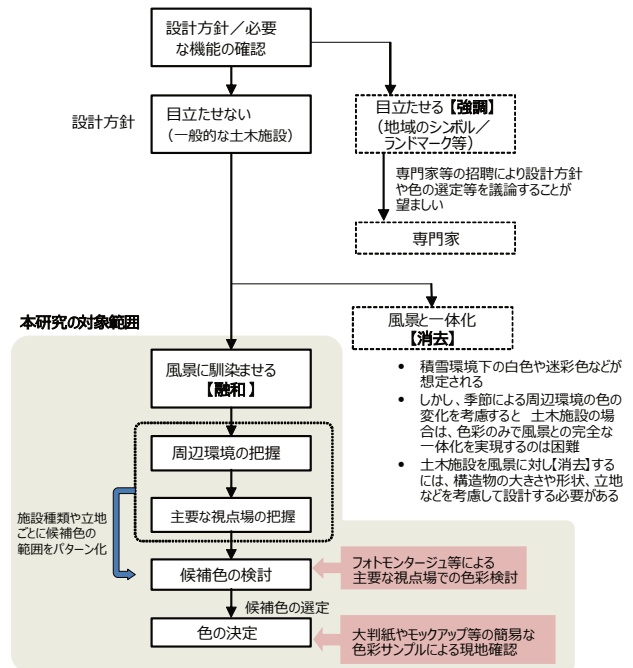 設計方針／必要
な機能の確認
設計方針
目立たせない
（一般的な土木施設）
目立たせる【強調】
（地域のシンボル／
ランドマーク等）
専門家等の招聘により設計方針
や色の選定等を議論することが
望ましい
専門家
風景と一体化
【消去】
• 積雪環境下の白色や迷彩色などが
想定される
• しかし、季節による周辺環境の色の
変化を考慮すると 土木施設の場
合は、色彩のみで風景との完全な
一体化を実現するのは困難
• 土木施設を風景に対し【消去】する
には、構造物の大きさや形状、立地
などを考慮して設計する必要がある
本研究の対象範囲
風景に馴染ませる
【融和】
周辺環境の把握
主要な視点場の把握
施設種類や立地
ごとに候補色の
範囲をパターン化
候補色の検討
フォトモンタージュ等による
主要な視点場での色彩検討
候補色の選定
色の決定
大判紙やモックアップ等の簡易な
色彩サンプルによる現地確認